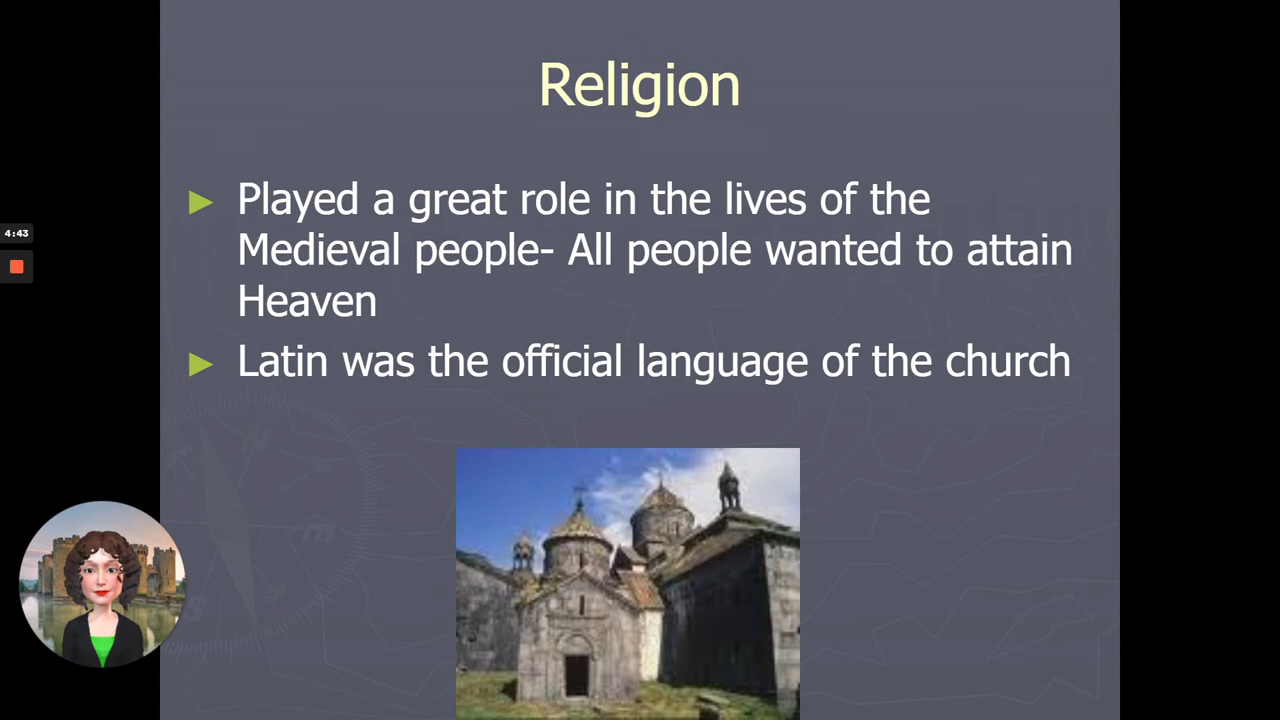 Religion
Played a great role in the lives of the
Medieval people- All people wanted to attain
Heaven
Latin was the official language of the church
4:43